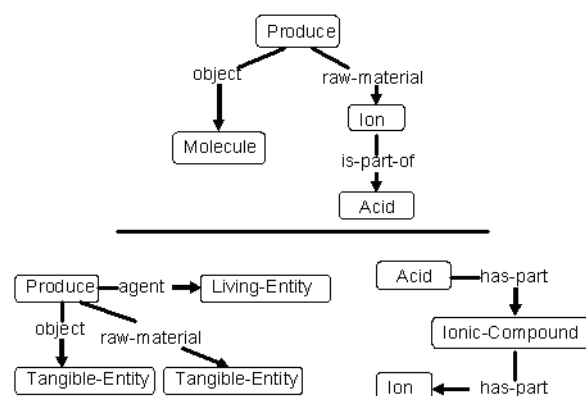 Produce
object raw-material
Ion
Molecule
is-part-of
Acid
Produce agent Living-Entity
object
raw-material
Tangible-Entity Tangible-Entity
Acid has-part
Ionic-Compound
Ion has-part